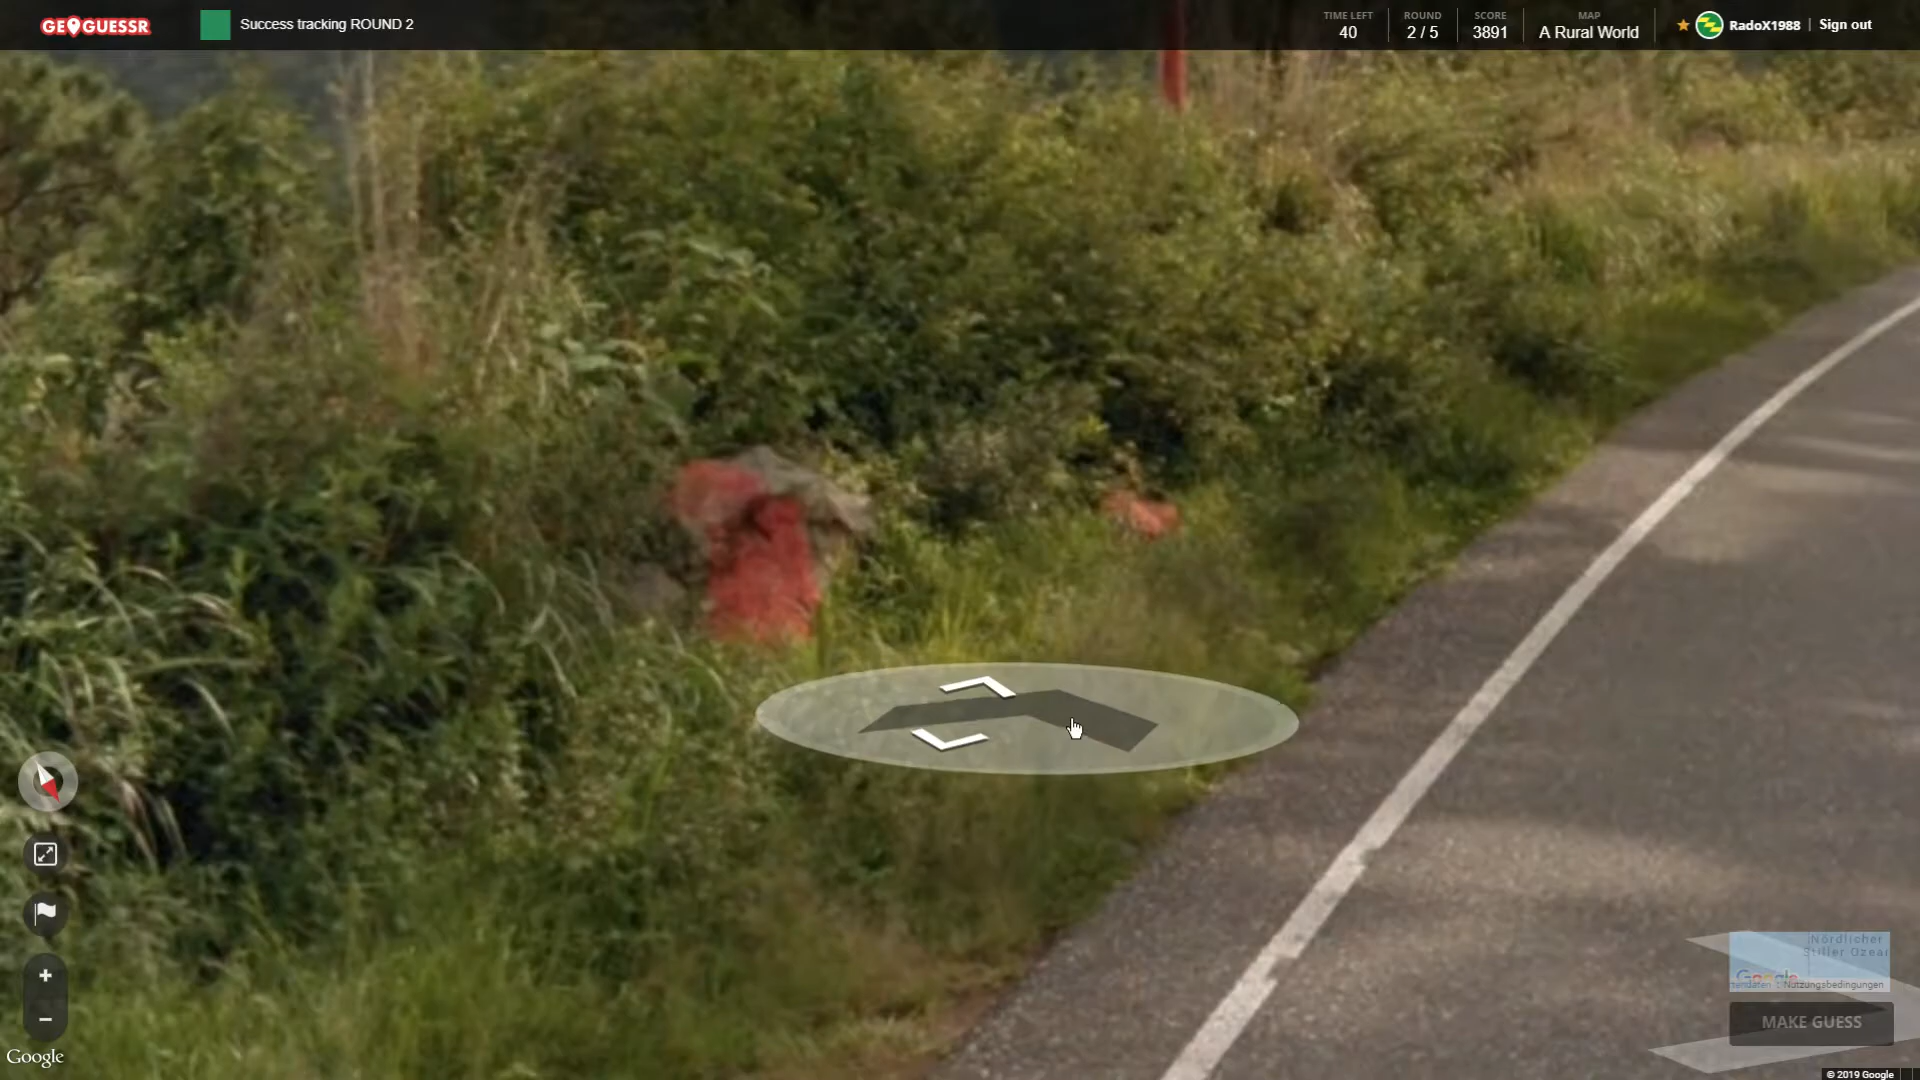 GEOGUESSR
Success tracking ROUND 2
TIME LEFT
40
ROUND
2 / 5
SCORE
3891
MAP
A Rural World
RadoX1988
Sign out
Nördlicher
Stiller Ozean
Google
Nutzungsbedingungen
MAKE GUESS
Google
© 2019 Google